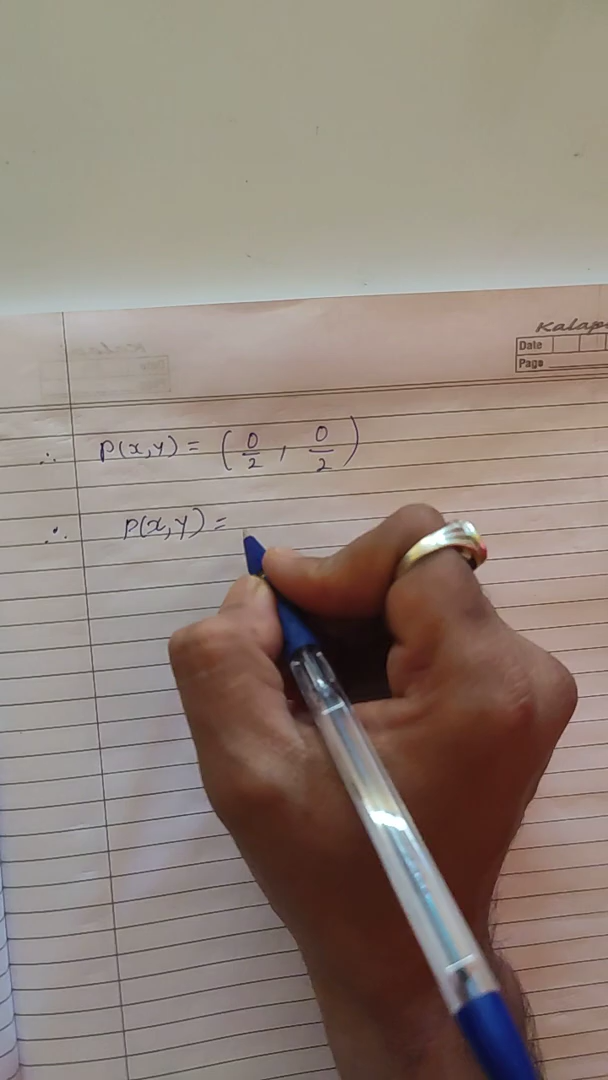 Kalap
Date
Page
∴ P(x,y) = (0/2 , 0/2)
∴ P(x,y) =